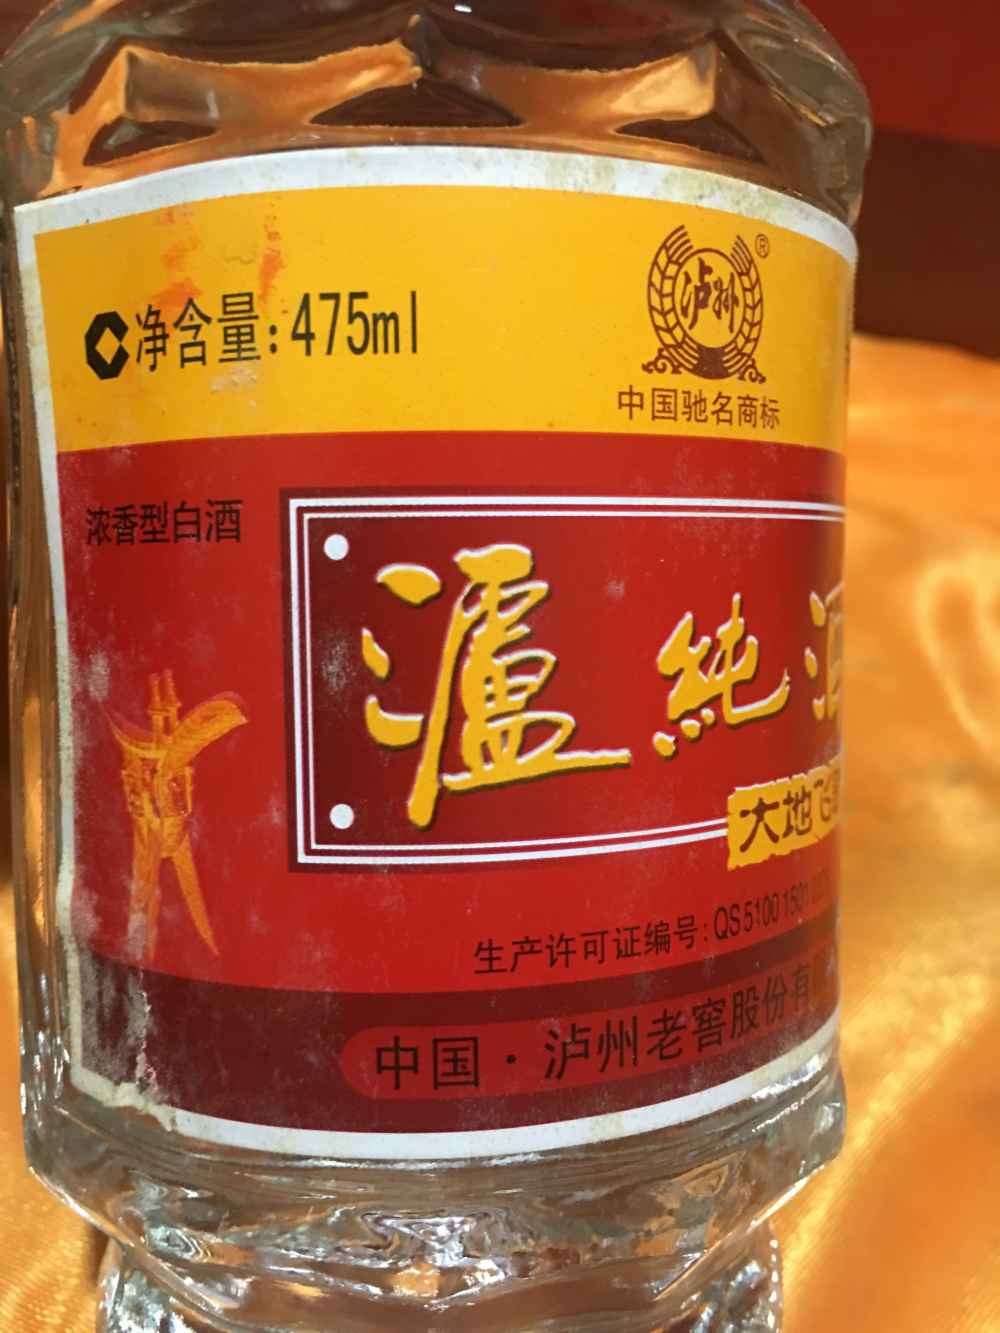 净含量:475ml
泸州
®
中国驰名商标
浓香型白酒
瀘純酒
大地飞
生产许可证编号:QS5100 1501
中国·泸州老窖股份有